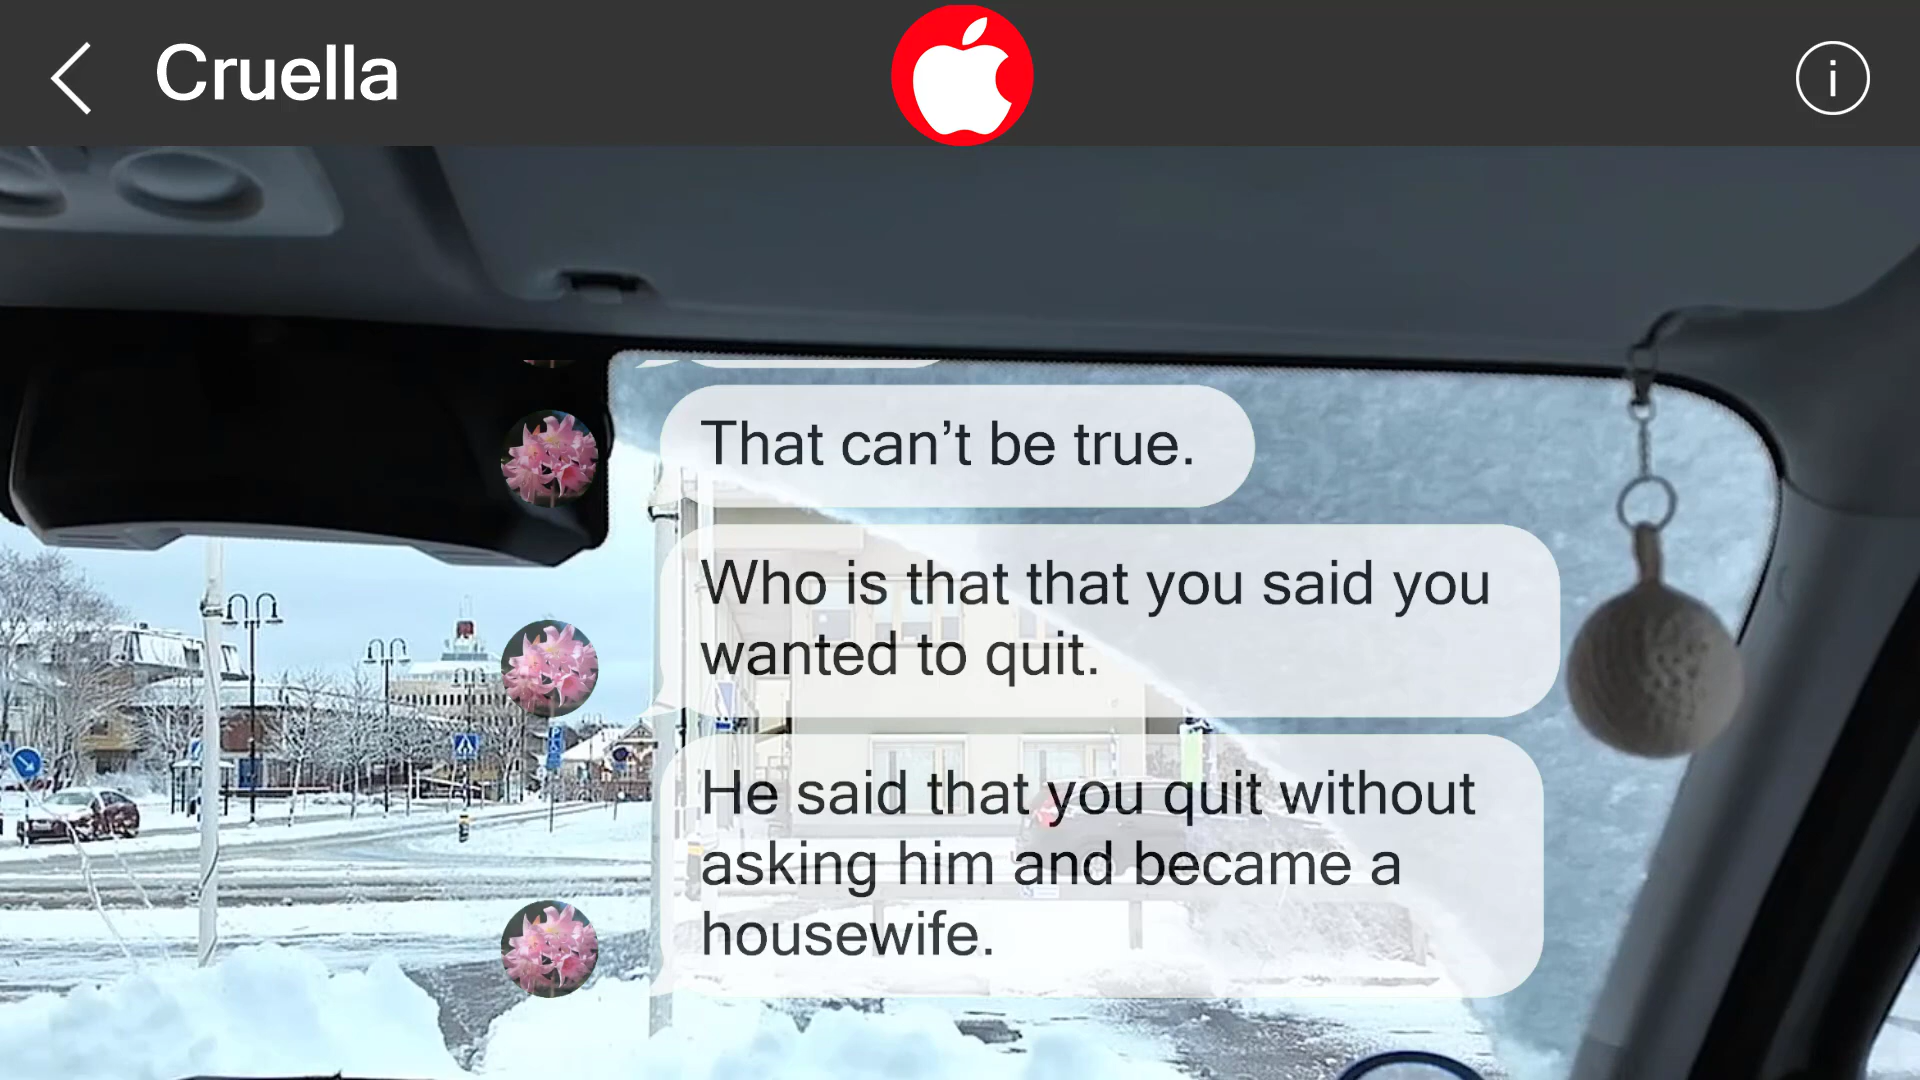 Cruella
That can’t be true.
Who is that that you said you
wanted to quit.
He said that you quit without
asking him and became a
housewife.